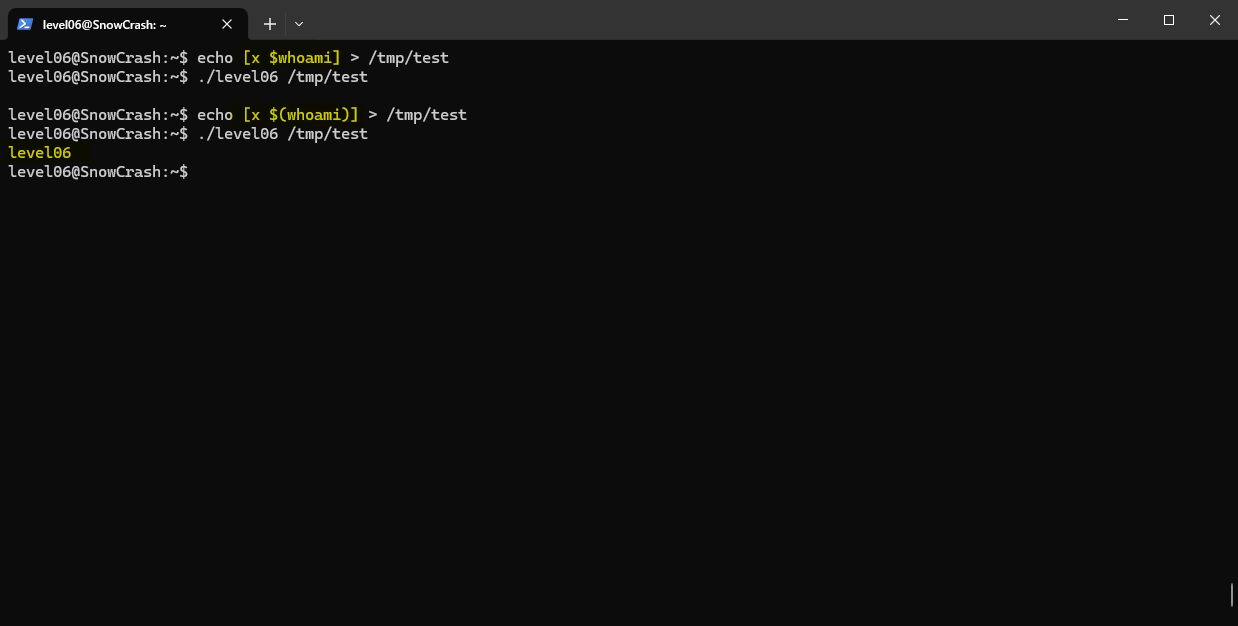 level06@SnowCrash: ~
level06@SnowCrash:~$ echo [x $whoami] > /tmp/test
level06@SnowCrash:~$ ./level06 /tmp/test
level06@SnowCrash:~$ echo [x $(whoami)] > /tmp/test
level06@SnowCrash:~$ ./level06 /tmp/test
level06
level06@SnowCrash:~$